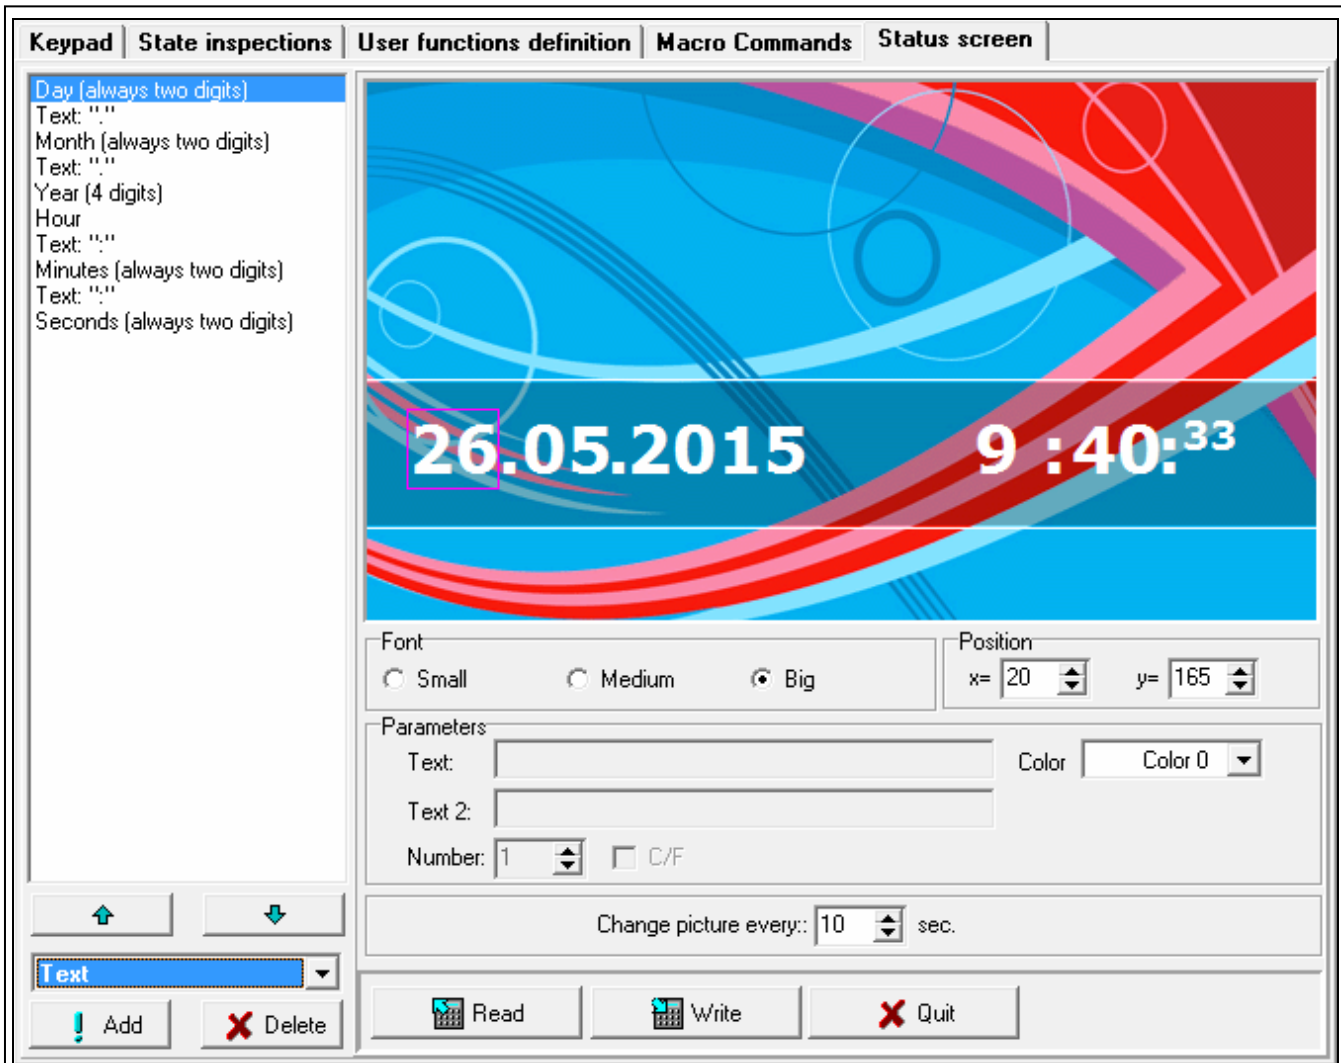 Keypad State inspections User functions definition Macro Commands Status screen
Day (always two digits)
Text: "."
Month (always two digits)
Text: "."
Year (4 digits)
Hour
Text: ":"
Minutes (always two digits)
Text: ":"
Seconds (always two digits)
26.05.2015 9 :40:33
Font
Small Medium Big
Position
x= 20 y= 165
Parameters
Text: Color Color 0
Text 2:
Number: 1 C/F
Change picture every:: 10 sec.
Text
Add Delete
Read Write Quit